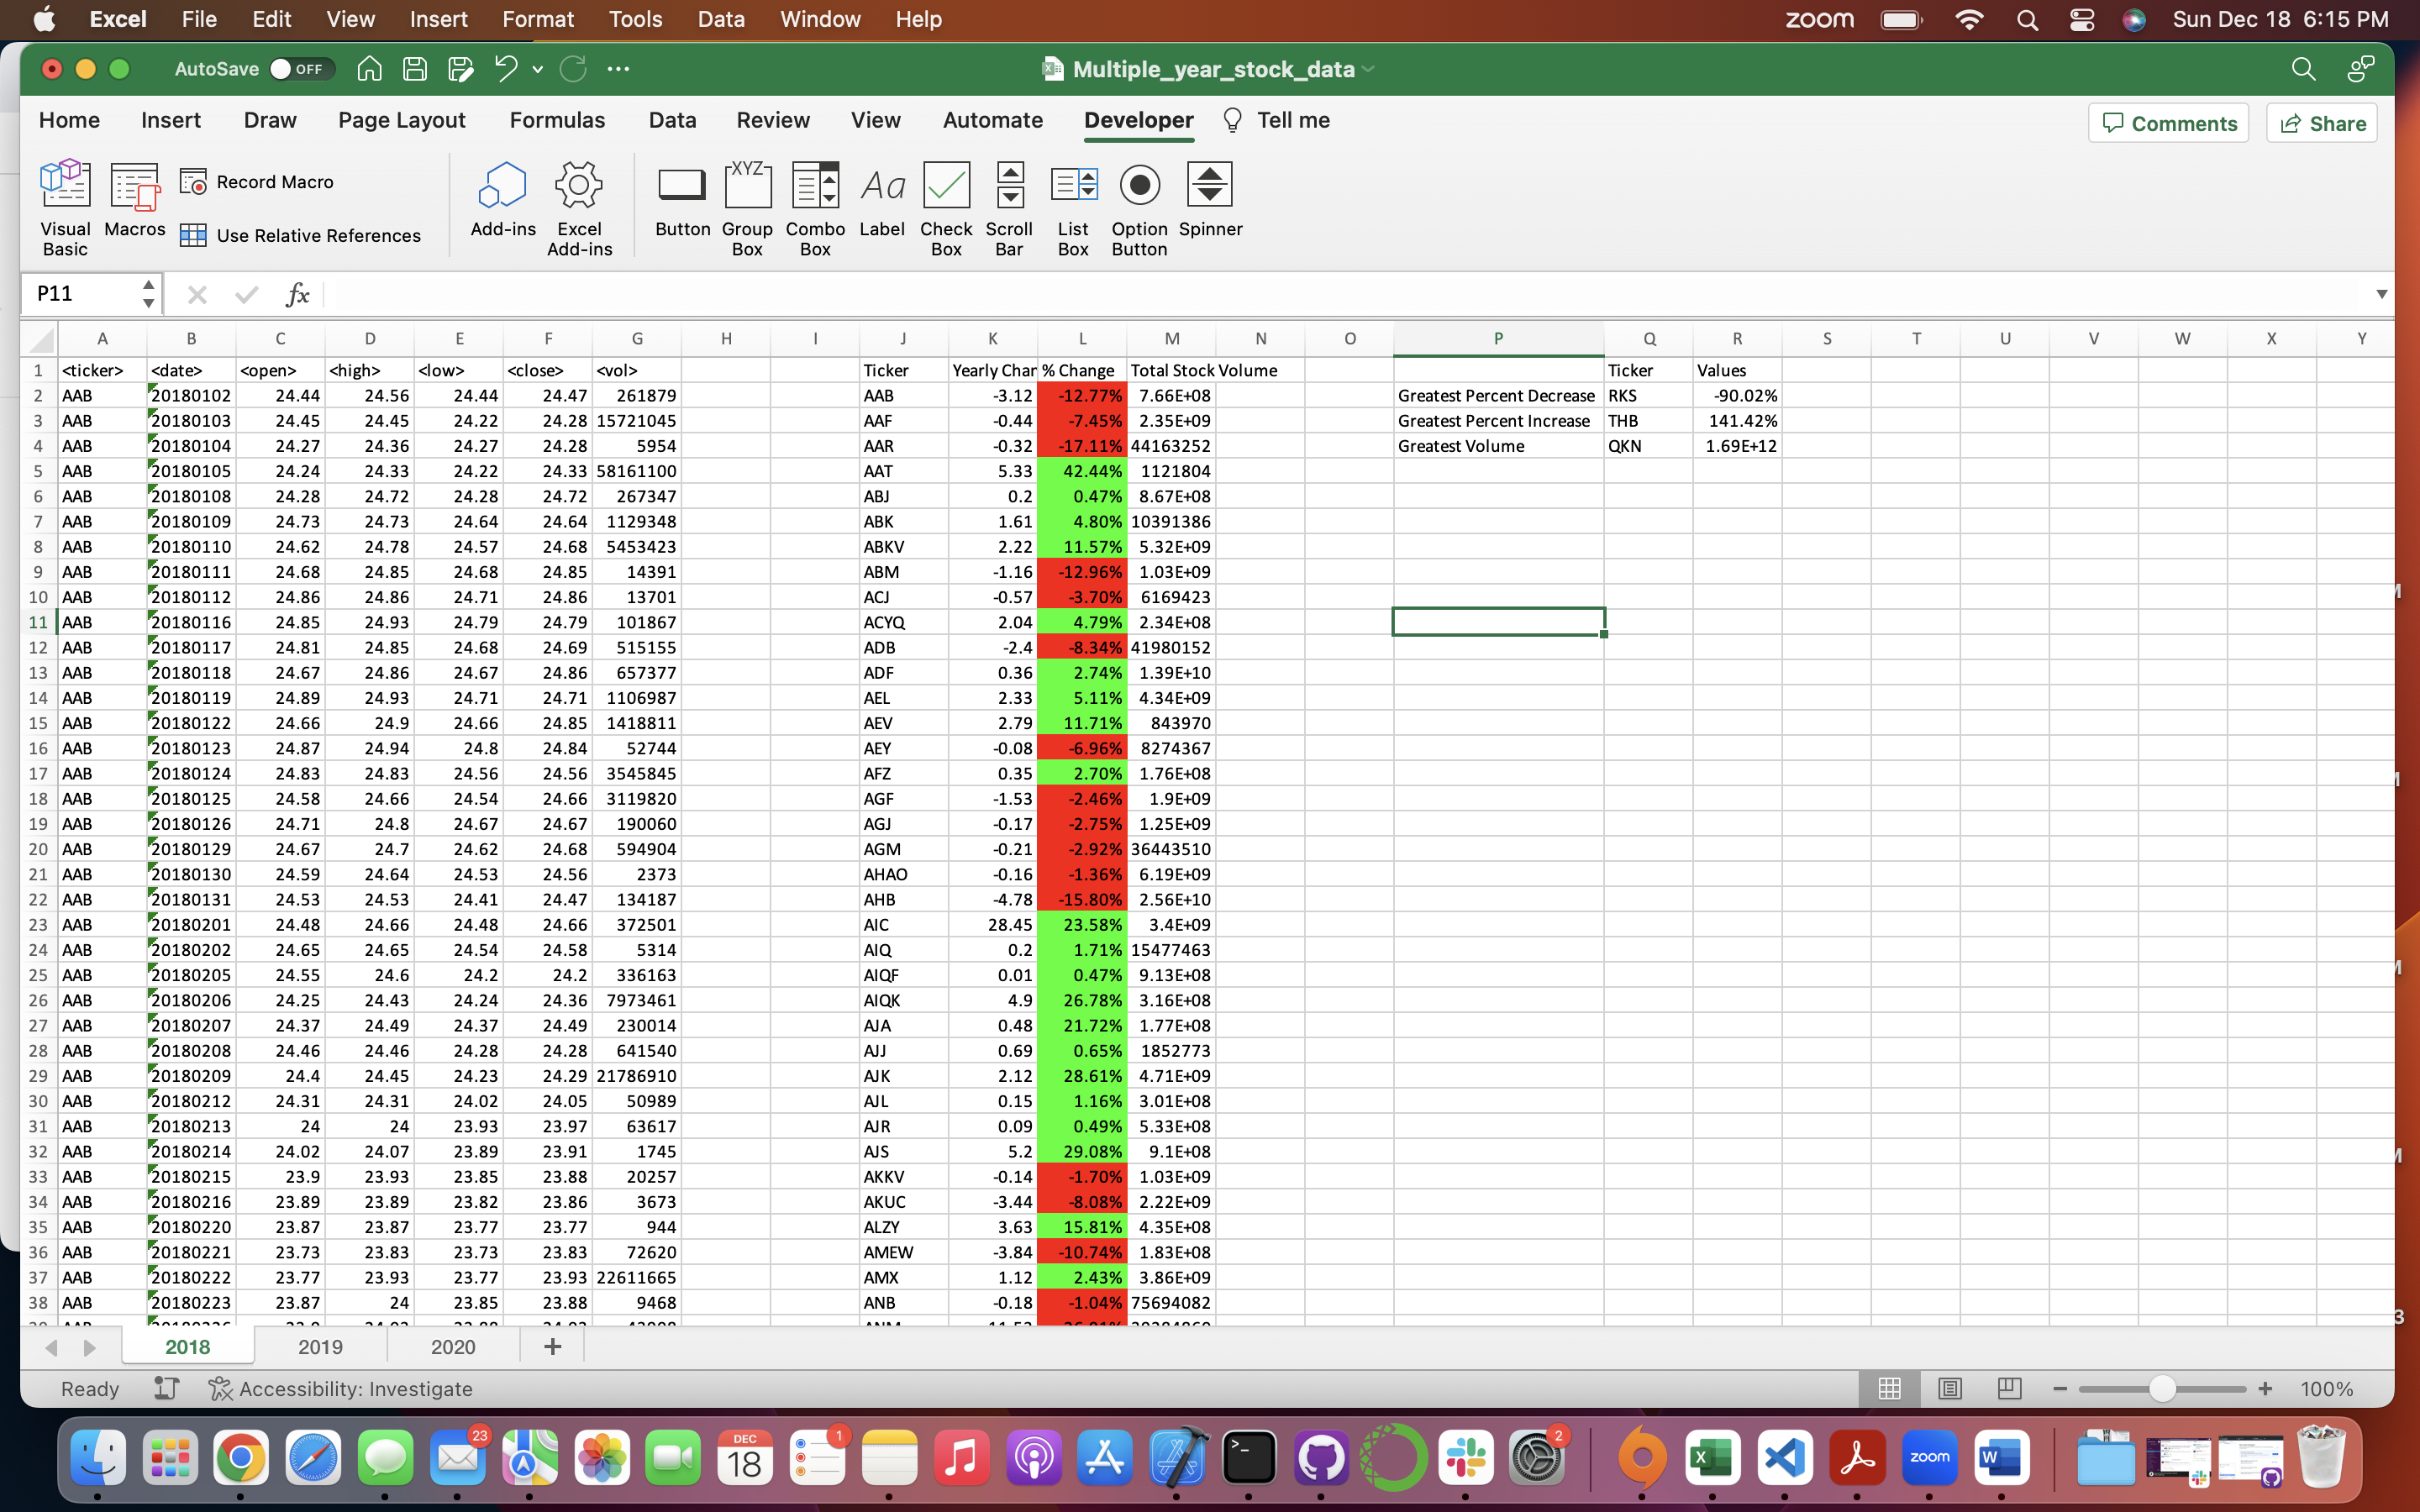 Excel File Edit View Insert Format Tools Data Window Help zoom Sun Dec 18 6:15 PM
AutoSave OFF Multiple_year_stock_data
Home Insert Draw Page Layout Formulas Data Review View Automate Developer Tell me Comments Share
Visual Basic Macros Record Macro Use Relative References Add-ins Excel Add-ins Button Group Box Combo Box Label Check Box Scroll Bar List Box Option Button Spinner
P11 fx
A B C D E F G H I J K L M N O P Q R S T U V W X Y
1 <ticker> <date> <open> <high> <low> <close> <vol> Ticker Yearly Char % Change Total Stock Volume Ticker Values
2 AAB 20180102 24.44 24.56 24.44 24.47 261879 AAB -3.12 -12.77% 7.66E+08 Greatest Percent Decrease RKS -90.02%
3 AAB 20180103 24.45 24.45 24.22 24.28 15721045 AAF -0.44 -7.45% 2.35E+09 Greatest Percent Increase THB 141.42%
4 AAB 20180104 24.27 24.36 24.27 24.28 5954 AAR -0.32 -17.11% 44163252 Greatest Volume QKN 1.69E+12
5 AAB 20180105 24.24 24.33 24.22 24.33 58161100 AAT 5.33 42.44% 1121804
6 AAB 20180108 24.28 24.72 24.28 24.72 267347 ABJ 0.2 0.47% 8.67E+08
7 AAB 20180109 24.73 24.73 24.64 24.64 1129348 ABK 1.61 4.80% 10391386
8 AAB 20180110 24.62 24.78 24.57 24.68 5453423 ABKV 2.22 11.57% 5.32E+09
9 AAB 20180111 24.68 24.85 24.68 24.85 14391 ABM -1.16 -12.96% 1.03E+09
10 AAB 20180112 24.86 24.86 24.71 24.86 13701 ACJ -0.57 -3.70% 6169423
11 AAB 20180116 24.85 24.93 24.79 24.79 101867 ACYQ 2.04 4.79% 2.34E+08
12 AAB 20180117 24.81 24.85 24.68 24.69 515155 ADB -2.4 -8.34% 41980152
13 AAB 20180118 24.67 24.86 24.67 24.86 657377 ADF 0.36 2.74% 1.39E+10
14 AAB 20180119 24.89 24.93 24.71 24.71 1106987 AEL 2.33 5.11% 4.34E+09
15 AAB 20180122 24.66 24.9 24.66 24.85 1418811 AEV 2.79 11.71% 843970
16 AAB 20180123 24.87 24.94 24.8 24.84 52744 AEY -0.08 -6.96% 8274367
17 AAB 20180124 24.83 24.83 24.56 24.56 3545845 AFZ 0.35 2.70% 1.76E+08
18 AAB 20180125 24.58 24.66 24.54 24.66 3119820 AGF -1.53 -2.46% 1.9E+09
19 AAB 20180126 24.71 24.8 24.67 24.67 190060 AGJ -0.17 -2.75% 1.25E+09
20 AAB 20180129 24.67 24.7 24.62 24.68 594904 AGM -0.21 -2.92% 36443510
21 AAB 20180130 24.59 24.64 24.53 24.56 2373 AHAO -0.16 -1.36% 6.19E+09
22 AAB 20180131 24.53 24.53 24.41 24.47 134187 AHB -4.78 -15.80% 2.56E+10
23 AAB 20180201 24.48 24.66 24.48 24.66 372501 AIC 28.45 23.58% 3.4E+09
24 AAB 20180202 24.65 24.65 24.54 24.58 5314 AIQ 0.2 1.71% 15477463
25 AAB 20180205 24.55 24.6 24.2 24.2 336163 AIQF 0.01 0.47% 9.13E+08
26 AAB 20180206 24.25 24.43 24.24 24.36 7973461 AIQK 4.9 26.78% 3.16E+08
27 AAB 20180207 24.37 24.49 24.37 24.49 230014 AJA 0.48 21.72% 1.77E+08
28 AAB 20180208 24.46 24.46 24.28 24.28 641540 AJJ 0.69 0.65% 1852773
29 AAB 20180209 24.4 24.45 24.23 24.29 21786910 AJK 2.12 28.61% 4.71E+09
30 AAB 20180212 24.31 24.31 24.02 24.05 50989 AJL 0.15 1.16% 3.01E+08
31 AAB 20180213 24 24 23.93 23.97 63617 AJR 0.09 0.49% 5.33E+08
32 AAB 20180214 24.02 24.07 23.89 23.91 1745 AJS 5.2 29.08% 9.1E+08
33 AAB 20180215 23.9 23.93 23.85 23.88 20257 AKKV -0.14 -1.70% 1.03E+09
34 AAB 20180216 23.89 23.89 23.82 23.86 3673 AKUC -3.44 -8.08% 2.22E+09
35 AAB 20180220 23.87 23.87 23.77 23.77 944 ALZY 3.63 15.81% 4.35E+08
36 AAB 20180221 23.73 23.83 23.73 23.83 72620 AMEW -3.84 -10.74% 1.83E+08
37 AAB 20180222 23.77 23.93 23.77 23.93 22611665 AMX 1.12 2.43% 3.86E+09
38 AAB 20180223 23.87 24 23.85 23.88 9468 ANB -0.18 -1.04% 75694082
2018 2019 2020 +
Ready Accessibility: Investigate 100%
23 DEC 18 1 2 zoom